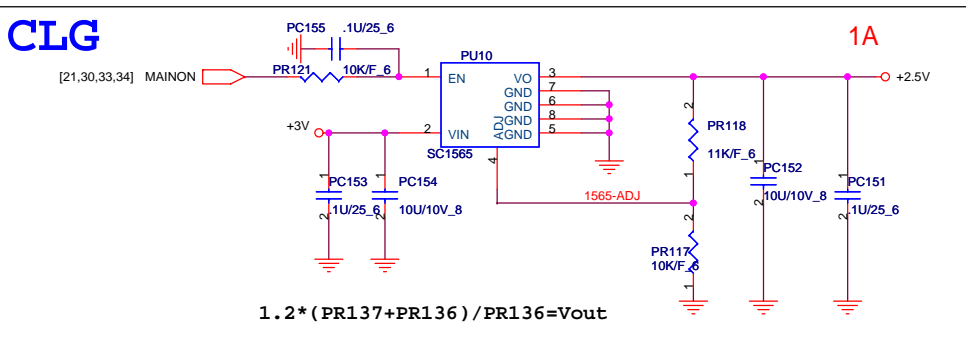 CLG
1A
PC155 .1U/25_6
[21,30,33,34] MAINON
PR121 10K/F_6
PU10
1 EN
VO 3
GND 7
GND 6
GND 8
GND 5
ADJ
4
2 VIN
SC1565
+3V
+2.5V
PC153
1
2
.1U/25_6
PC154
1
2
10U/10V_8
1565-ADJ
2
PR118
11K/F_6
1
2
PR117
10K/F_6
1
PC152
1
2
10U/10V_8
PC151
1
2
.1U/25_6
1.2*(PR137+PR136)/PR136=Vout